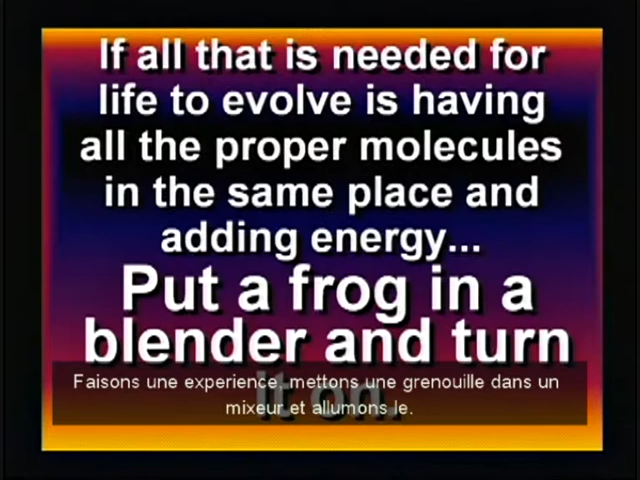 If all that is needed for
life to evolve is having
all the proper molecules
in the same place and
adding energy...
Put a frog in a
blender and turn
it on.
Faisons une experience, mettons une grenouille dans un
mixeur et allumons le.